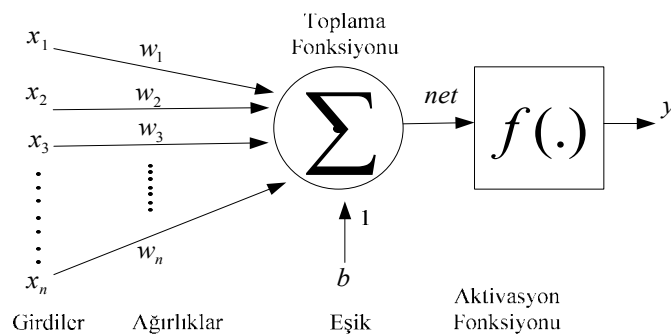 Toplama
Fonksiyonu
x1
w1
x2
w2
x3
w3
xn
wn
∑
net
f(.)
y
1
b
Girdiler
Ağırlıklar
Eşik
Aktivasyon
Fonksiyonu